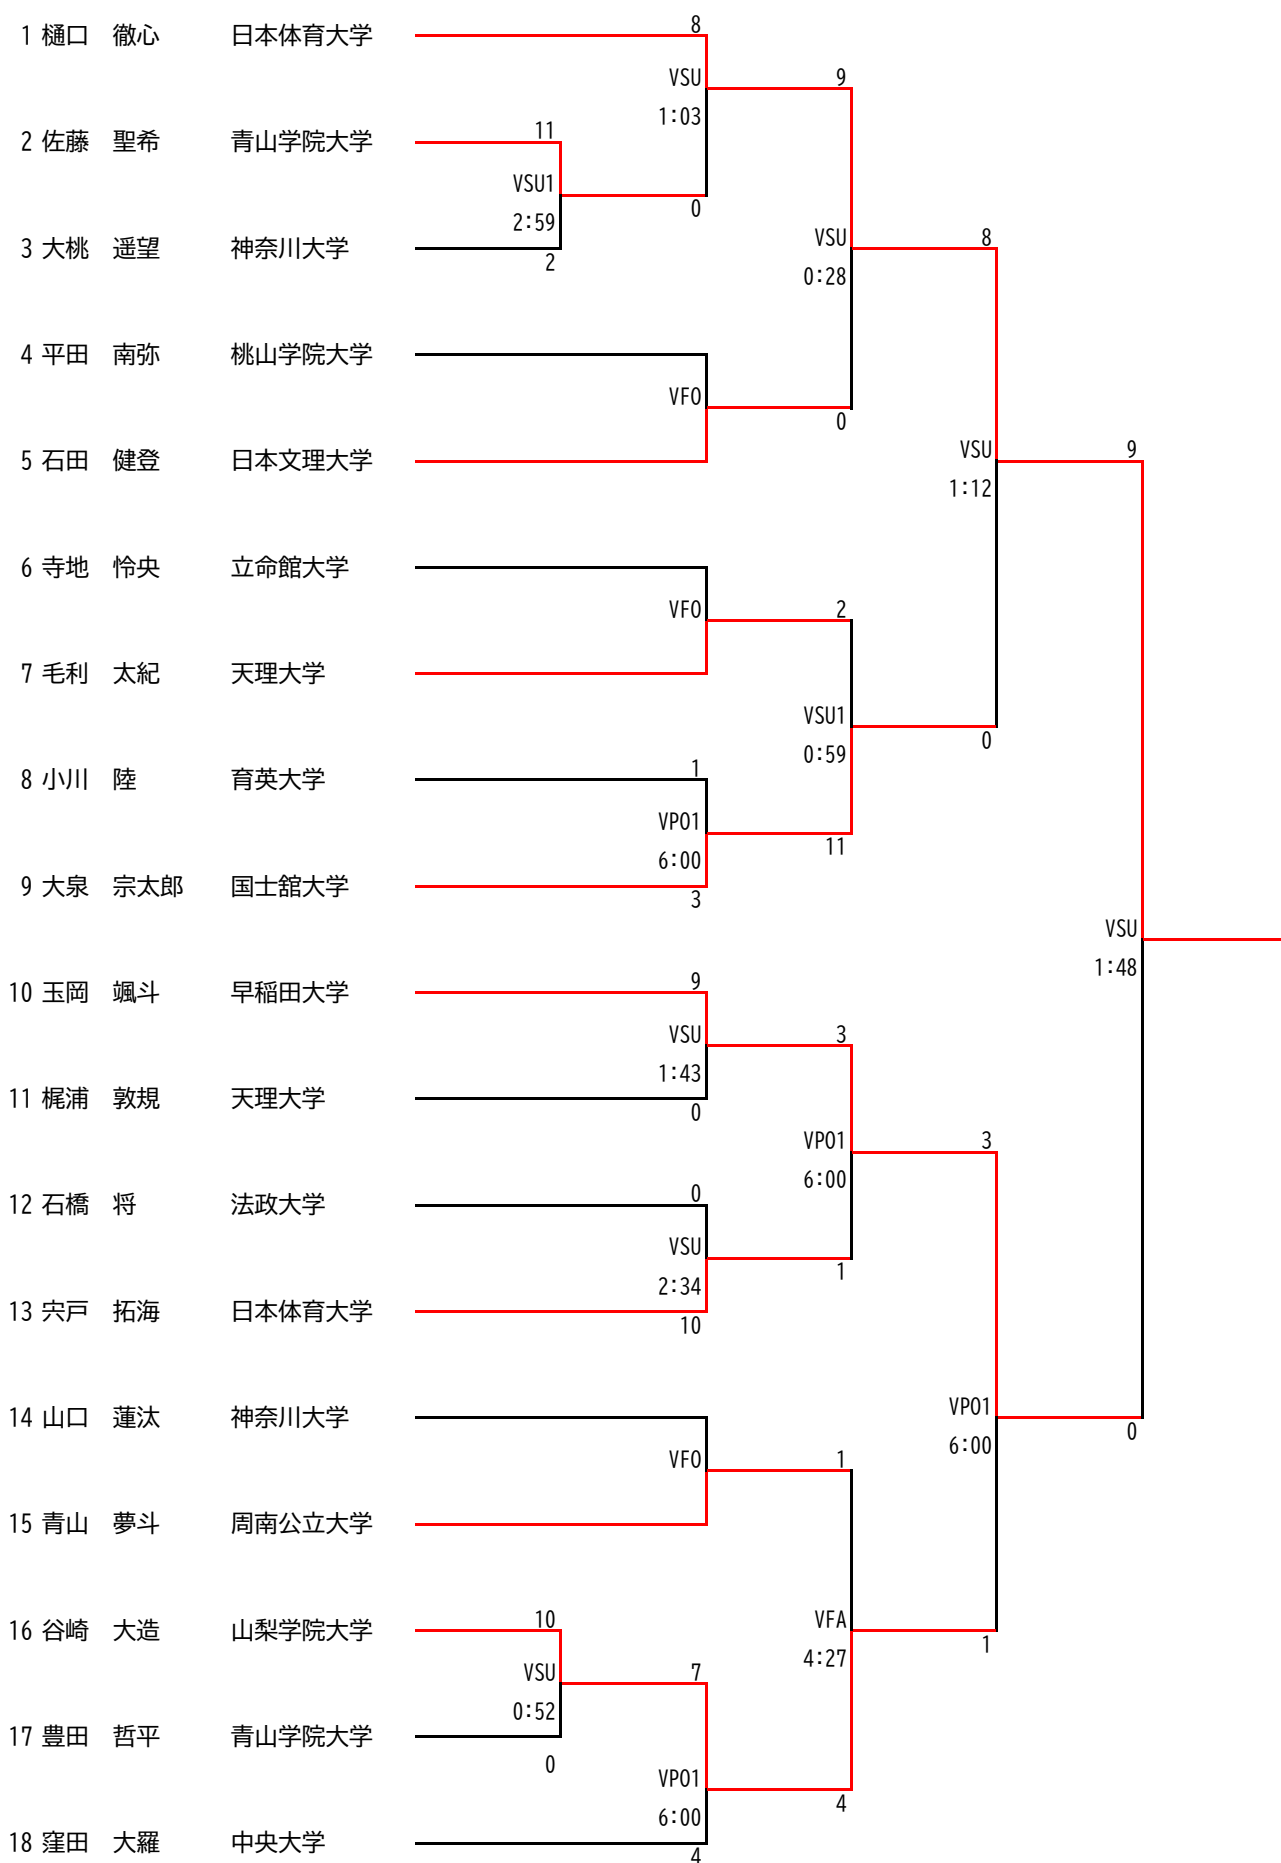 8
1 樋口 徹心 日本体育大学
VSU 9
1:03
11
2 佐藤 聖希 青山学院大学
VSU1
0
2:59
VSU 8
3 大桃 遥望 神奈川大学
2
0:28
4 平田 南弥 桃山学院大学
VFO
0
VSU 9
5 石田 健登 日本文理大学
1:12
6 寺地 怜央 立命館大学
VFO 2
7 毛利 太紀 天理大学
VSU1
0
0:59
1
8 小川 陸 育英大学
VPO1
11
6:00
9 大泉 宗太郎 国士舘大学
3
VSU
1:48
9
10 玉岡 颯斗 早稲田大学
VSU 3
1:43
11 梶浦 敦規 天理大学
0
VPO1 3
6:00
0
12 石橋 将 法政大学
VSU
1
2:34
13 宍戸 拓海 日本体育大学
10
VPO1
14 山口 蓮汰 神奈川大学
0
6:00
VFO 1
15 青山 夢斗 周南公立大学
10 VFA
16 谷崎 大造 山梨学院大学
1
4:27
VSU 7
0:52
17 豊田 哲平 青山学院大学
0
VPO1
4
6:00
18 窪田 大羅 中央大学
4